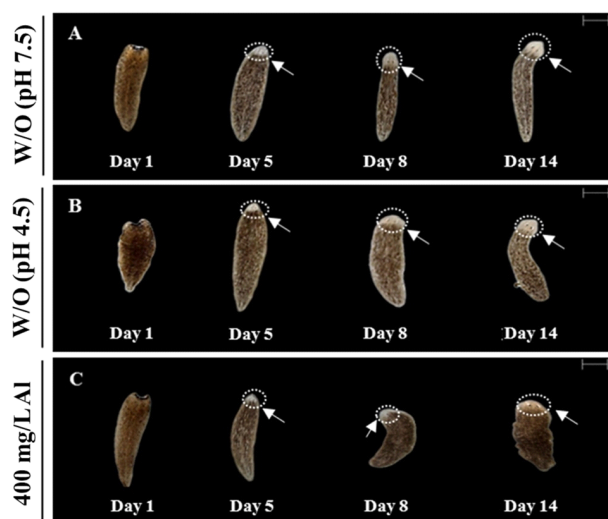 W/O (pH 7.5)
A
Day 1 Day 5 Day 8 Day 14
W/O (pH 4.5)
B
Day 1 Day 5 Day 8 Day 14
400 mg/L Al
C
Day 1 Day 5 Day 8 Day 14